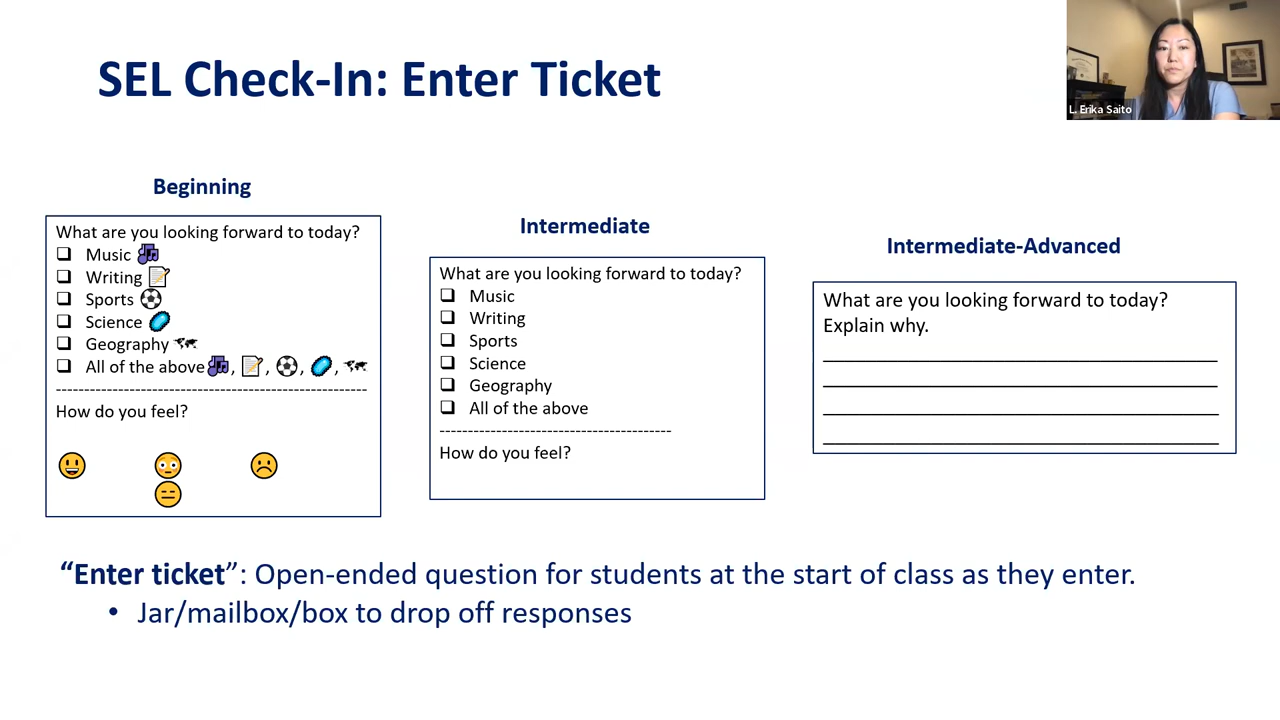 SEL Check-In: Enter Ticket
L. Erika Saito
Beginning
What are you looking forward to today?
❑ Music
❑ Writing
❑ Sports
❑ Science
❑ Geography
❑ All of the above , , , ,
-----------------------------------------------------
How do you feel?
Intermediate
What are you looking forward to today?
❑ Music
❑ Writing
❑ Sports
❑ Science
❑ Geography
❑ All of the above
---------------------------------------
How do you feel?
Intermediate-Advanced
What are you looking forward to today?
Explain why.
“Enter ticket”: Open-ended question for students at the start of class as they enter.
• Jar/mailbox/box to drop off responses